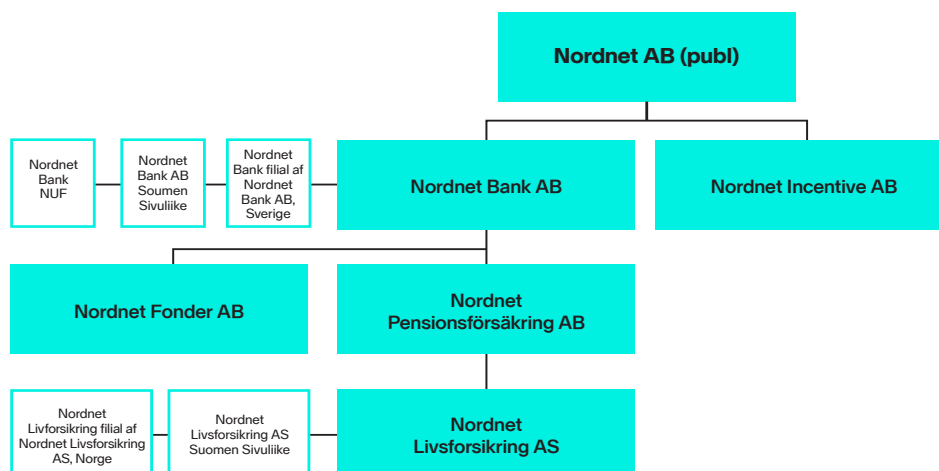 Nordnet AB (publ)
Nordnet
Bank
NUF
Nordnet
Bank AB
Soumen
Sivuliike
Nordnet
Bank filial af
Nordnet
Bank AB,
Sverige
Nordnet Bank AB
Nordnet Incentive AB
Nordnet Fonder AB
Nordnet
Pensionsförsäkring AB
Nordnet
Livforsikring filial af
Nordnet Livsforsikring
AS, Norge
Nordnet
Livsforsikring AS
Suomen Sivuliike
Nordnet
Livsforsikring AS